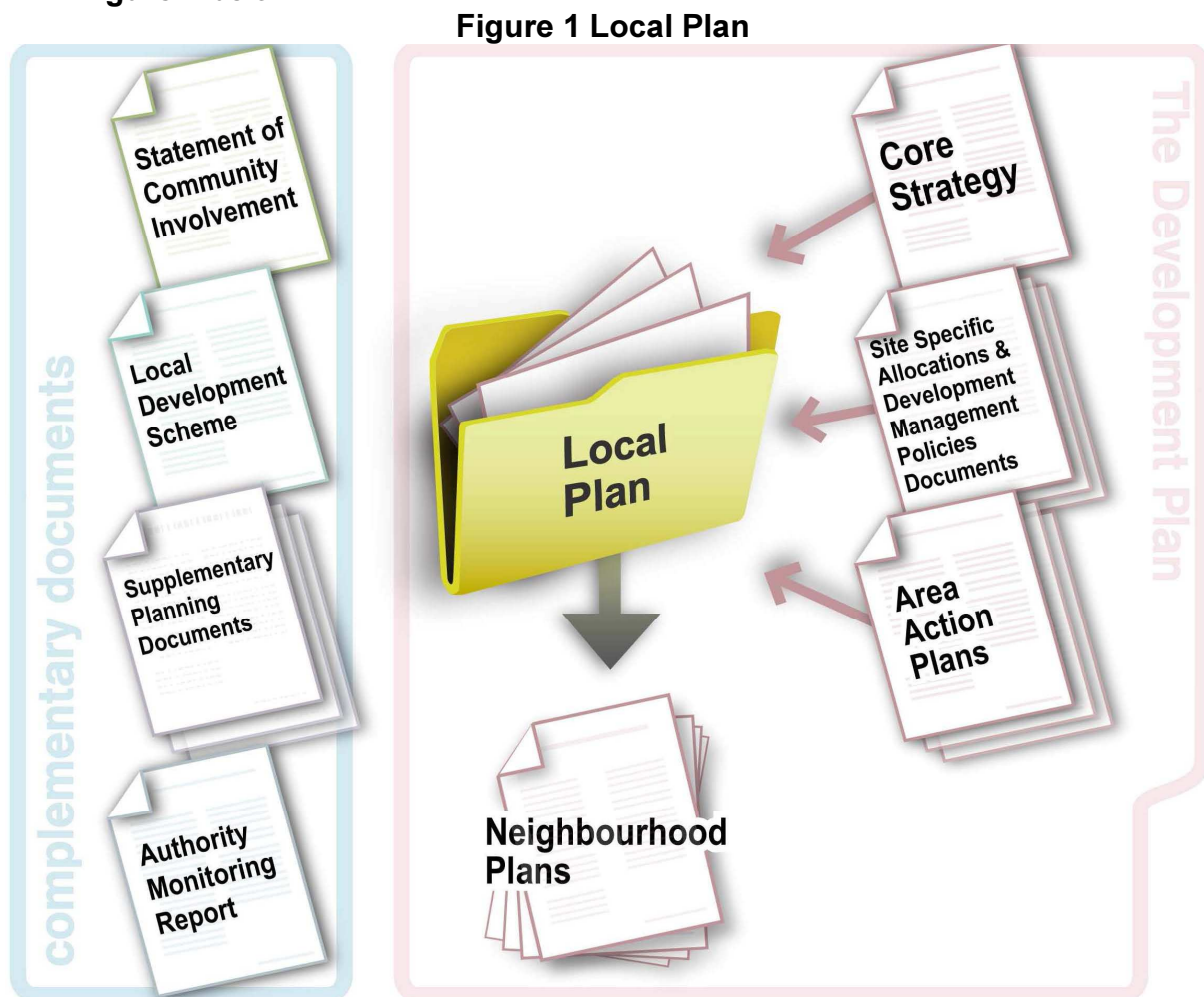 Figure 1 Local Plan
complementary documents
Statement of
Community
Involvement
Local
Development
Scheme
Supplementary
Planning
Documents
Authority
Monitoring
Report
The Development Plan
Core
Strategy
Site Specific
Allocations &
Development
Management
Policies
Documents
Area
Action
Plans
Local
Plan
Neighbourhood
Plans